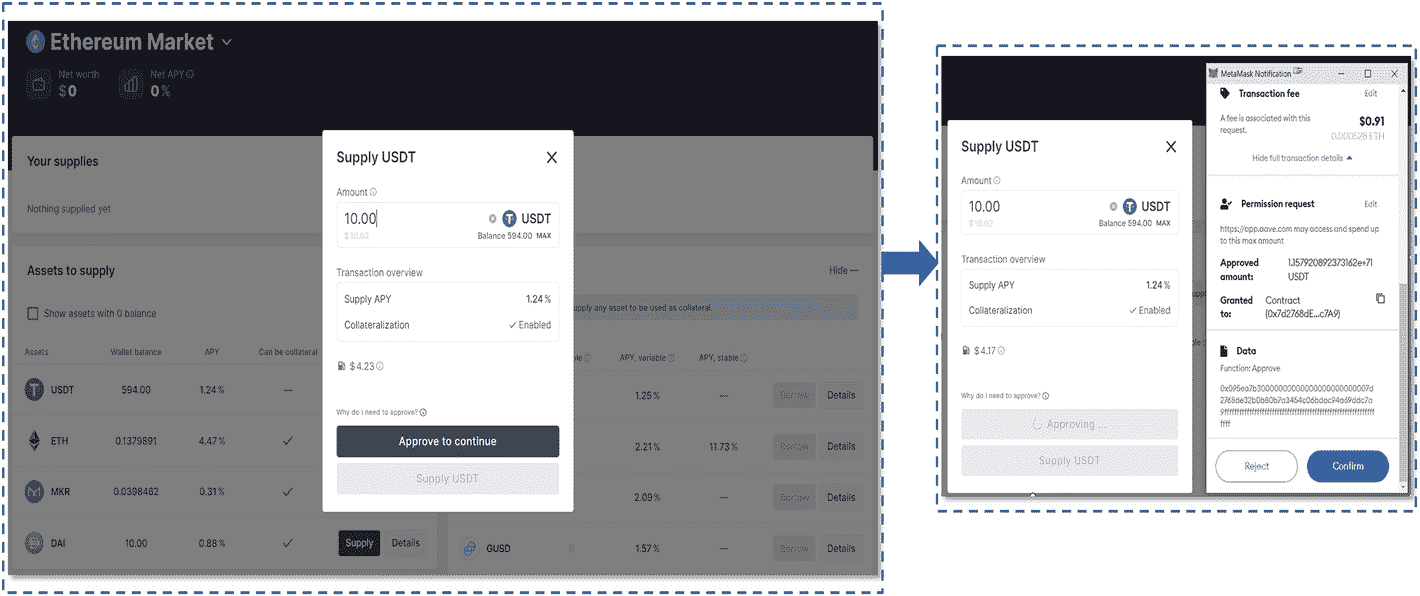 Ethereum Market
Net worth
$0
Net APY
0 %
Your supplies
Nothing supplied yet
Assets to supply
Hide —
Show assets with 0 balance
supply any asset to be used as collateral.
Assets Wallet balance APY Can be collateral
APY, variable APY, stable
USDT 594.00 1.24 % —
1.25 % — Borrow Details
ETH 0.1379891 4.47 % ✓
2.21 % 11.73 % Borrow Details
MKR 0.0398462 0.31 % ✓
2.09 % — Borrow Details
DAI 10.00 0.88 % ✓ Supply Details
GUSD 0 1.57 % — Borrow Details
Supply USDT
Amount
10.00 USDT
$10.02 Balance 594.00 MAX
Transaction overview
Supply APY 1.24 %
Collateralization ✓ Enabled
$ 4.23
Why do I need to approve?
Approve to continue
Supply USDT
Supply USDT
Amount
10.00 USDT
$10.02 Balance 594.00 MAX
Transaction overview
Supply APY 1.24 %
Collateralization ✓ Enabled
$ 4.17
Why do I need to approve?
Approving ...
Supply USDT
MetaMask Notification
Transaction fee Edit
A fee is associated with this
request.
$0.91
0.000528 ETH
Hide full transaction details
Permission request Edit
https://app.aave.com may access and spend up
to this max amount
Approved
amount:
1.157920892373162e+71
USDT
Granted
to:
Contract
(0x7d2768dE...c7A9)
Data
Function: Approve
0x095ea7b30000000000000000000000007d
2768de32b0b80b7a3454c06bdac94a69ddc7a
9ffffffffffffffffffffffffffffffffffffffffffffffffffffffffffff
ffff
Reject
Confirm